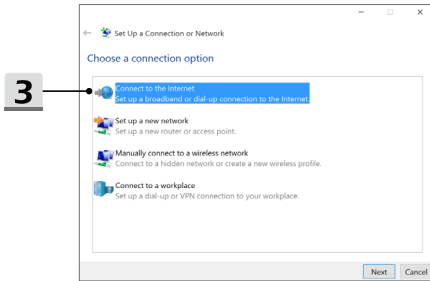 Set Up a Connection or Network
Choose a connection option
3
Connect to the Internet
Set up a broadband or dial-up connection to the Internet.
Set up a new network
Set up a new router or access point.
Manually connect to a wireless network
Connect to a hidden network or create a new wireless profile.
Connect to a workplace
Set up a dial-up or VPN connection to your workplace.
Next Cancel